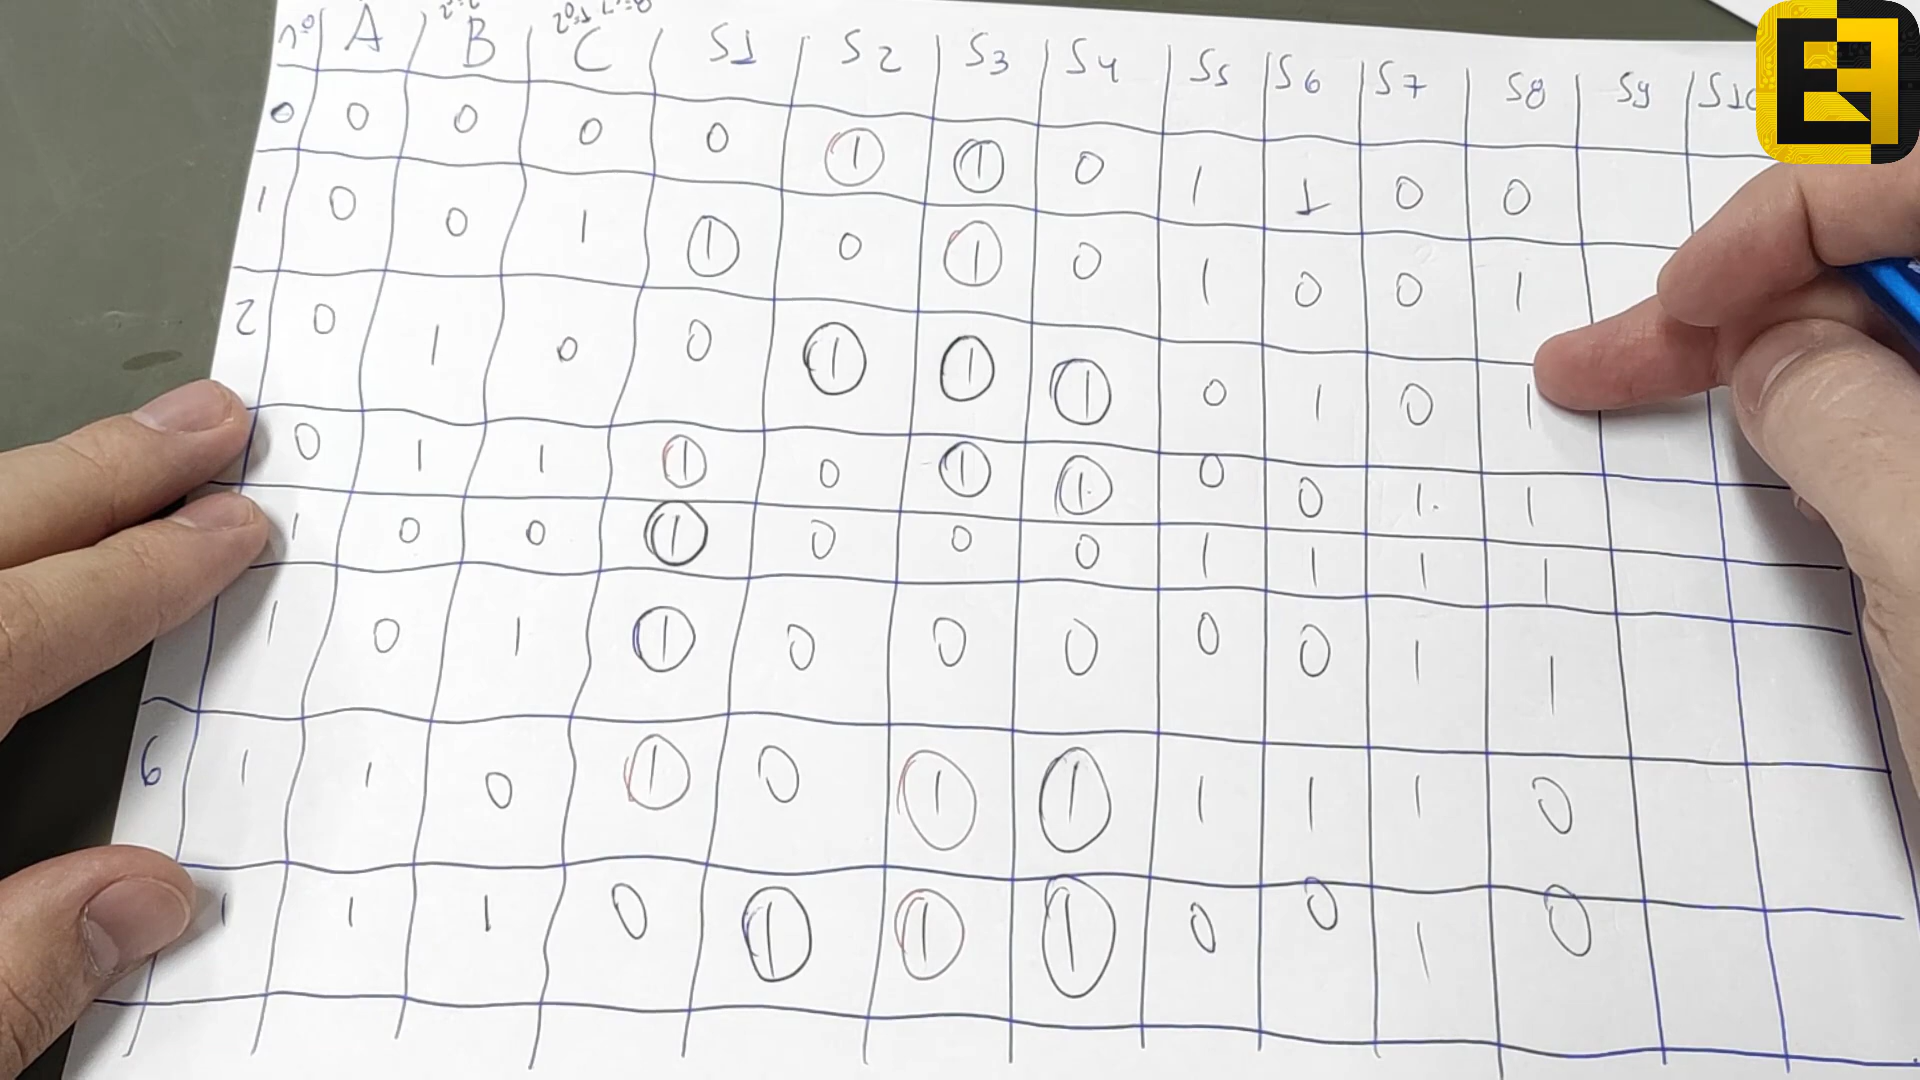 nº A B C S1 S2 S3 S4 S5 S6 S7 S8 S9 S10
0 0 0 0 0 1 1 0 1 1 0 0
1 0 0 1 1 0 1 0 1 0 0 1
2 0 1 0 0 1 1 1 0 1 0 1
0 1 1 1 0 1 1 0 0 1 1
1 0 0 1 0 0 0 1 1 1 1
1 0 1 1 0 0 0 0 0 1 1
6 1 1 0 1 0 1 1 1 1 1 0
1 1 1 0 1 1 1 0 0 1 0
EF